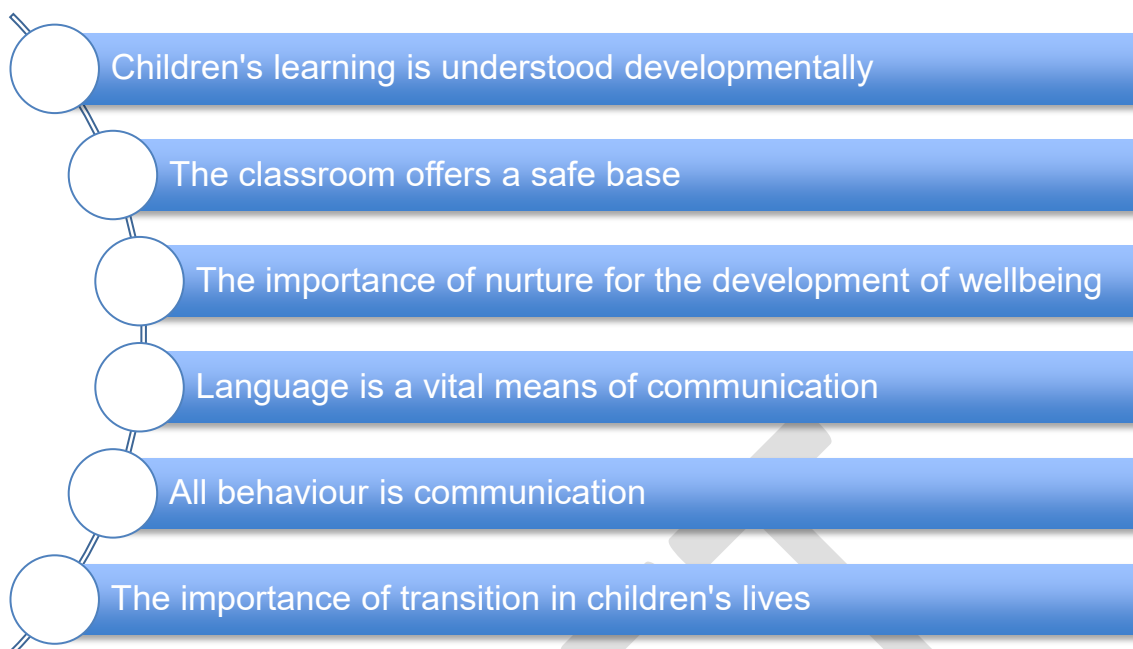 Children's learning is understood developmentally
The classroom offers a safe base
The importance of nurture for the development of wellbeing
Language is a vital means of communication
All behaviour is communication
The importance of transition in children's lives